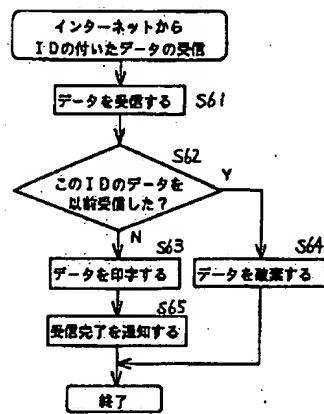 インターネットから
IDの付いたデータの受信
データを受信する
S61
S62
このIDのデータを
以前受信した?
Y
N
S63
データを印字する
S64
データを破棄する
S65
受信完了を通知する
終了